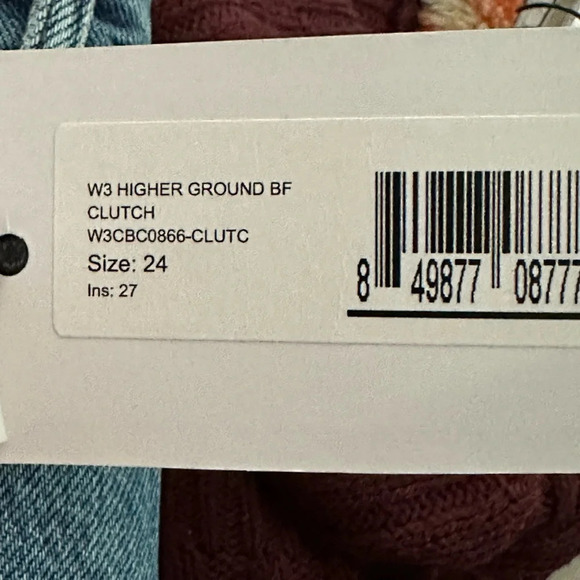 W3 HIGHER GROUND BF
CLUTCH
W3CBC0866-CLUTC
Size: 24
Ins: 27
8 49877 08777